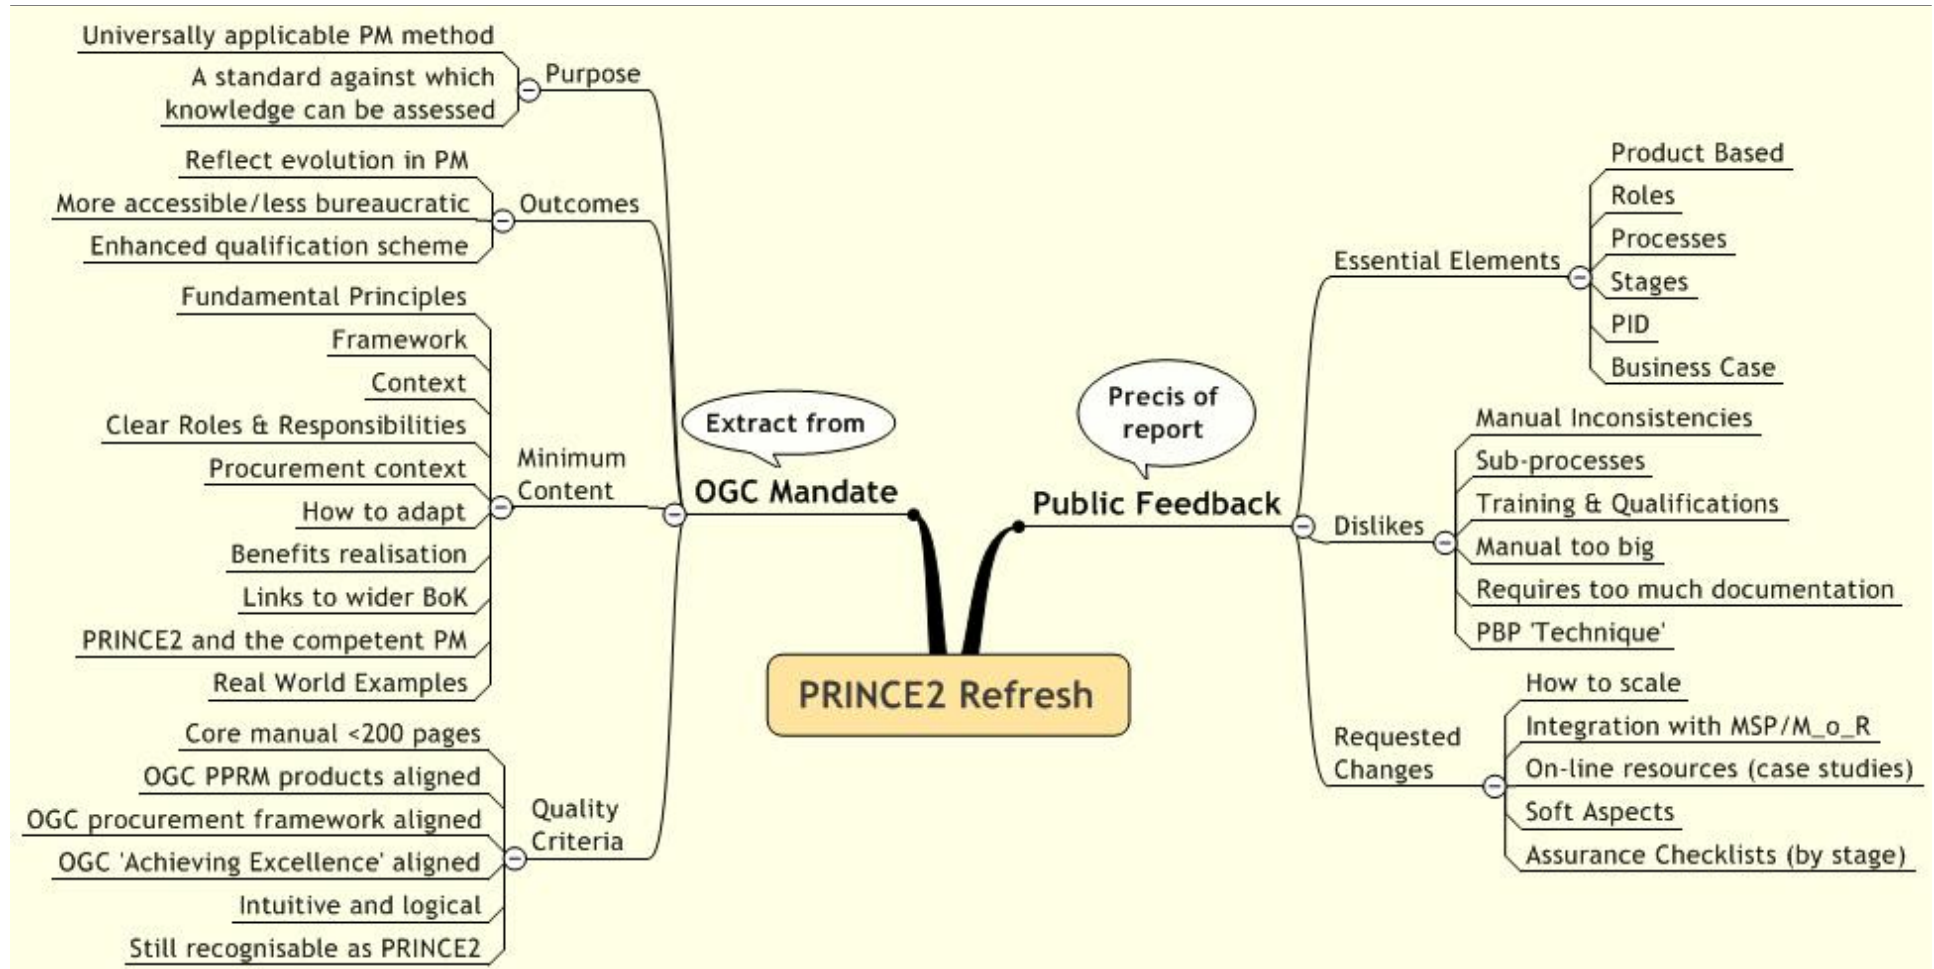 Universally applicable PM method
A standard against which
knowledge can be assessed
Purpose
Reflect evolution in PM
More accessible/less bureaucratic
Enhanced qualification scheme
Outcomes
Fundamental Principles
Framework
Context
Clear Roles & Responsibilities
Procurement context
How to adapt
Benefits realisation
Links to wider BoK
PRINCE2 and the competent PM
Real World Examples
Minimum
Content
Core manual <200 pages
OGC PPRM products aligned
OGC procurement framework aligned
OGC 'Achieving Excellence' aligned
Intuitive and logical
Still recognisable as PRINCE2
Quality
Criteria
Extract from
OGC Mandate
PRINCE2 Refresh
Precis of
report
Public Feedback
Essential Elements
Product Based
Roles
Processes
Stages
PID
Business Case
Dislikes
Manual Inconsistencies
Sub-processes
Training & Qualifications
Manual too big
Requires too much documentation
PBP 'Technique'
Requested
Changes
How to scale
Integration with MSP/M_o_R
On-line resources (case studies)
Soft Aspects
Assurance Checklists (by stage)